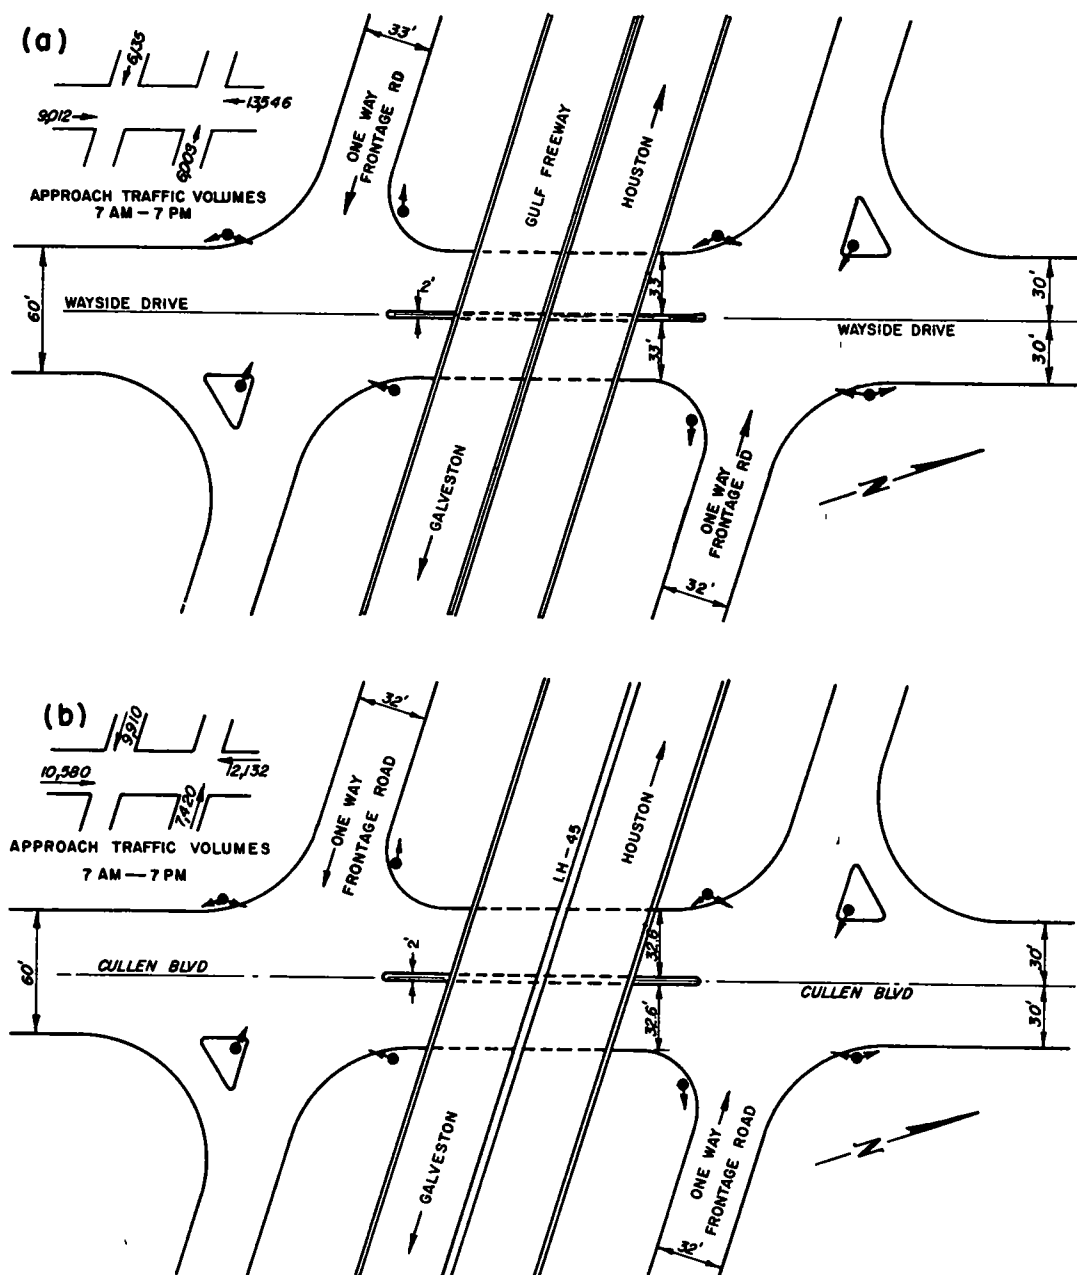 (a)
6,135
13,546
9,012
6,003
APPROACH TRAFFIC VOLUMES
7 AM — 7 PM
33'
ONE WAY
FRONTAGE RD
GULF FREEWAY
HOUSTON
60'
WAYSIDE DRIVE
2'
33'
33'
WAYSIDE DRIVE
30'
30'
GALVESTON
ONE WAY
FRONTAGE RD
32'
N
(b)
9,910
10,580
12,132
7,420
APPROACH TRAFFIC VOLUMES
7 AM — 7 PM
32'
ONE WAY
FRONTAGE ROAD
I.H - 45
HOUSTON
60'
CULLEN BLVD
2'
32.6'
32.6'
CULLEN BLVD
30'
30'
GALVESTON
ONE WAY
FRONTAGE ROAD
32'
N